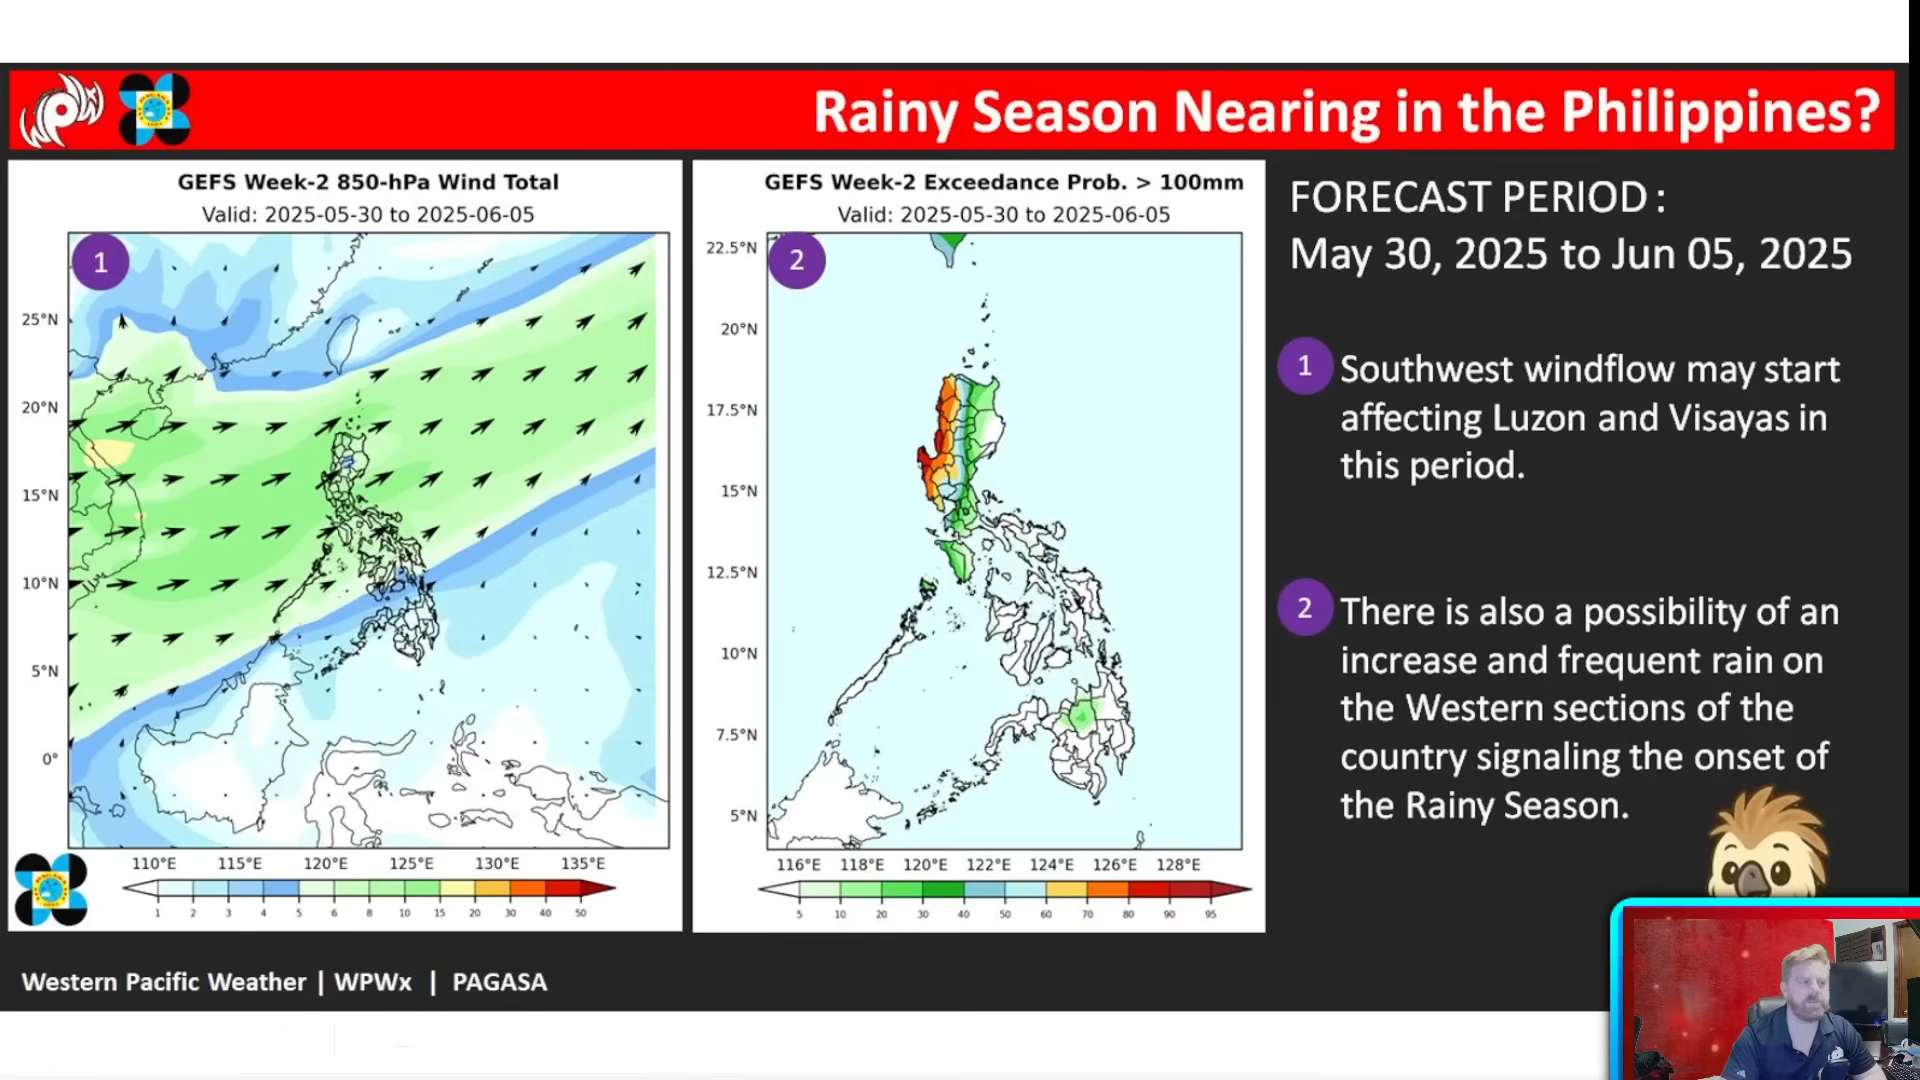 WPW
Rainy Season Nearing in the Philippines?
GEFS Week-2 850-hPa Wind Total
Valid: 2025-05-30 to 2025-06-05
1
25°N
20°N
15°N
10°N
5°N
0°
110°E 115°E 120°E 125°E 130°E 135°E
1 2 3 4 5 6 8 10 15 20 30 40 50
GEFS Week-2 Exceedance Prob. > 100mm
Valid: 2025-05-30 to 2025-06-05
2
22.5°N
20°N
17.5°N
15°N
12.5°N
10°N
7.5°N
5°N
116°E 118°E 120°E 122°E 124°E 126°E 128°E
5 10 20 30 40 50 60 70 80 90 95
FORECAST PERIOD :
May 30, 2025 to Jun 05, 2025
1 Southwest windflow may start
affecting Luzon and Visayas in
this period.
2 There is also a possibility of an
increase and frequent rain on
the Western sections of the
country signaling the onset of
the Rainy Season.
Western Pacific Weather | WPWx | PAGASA